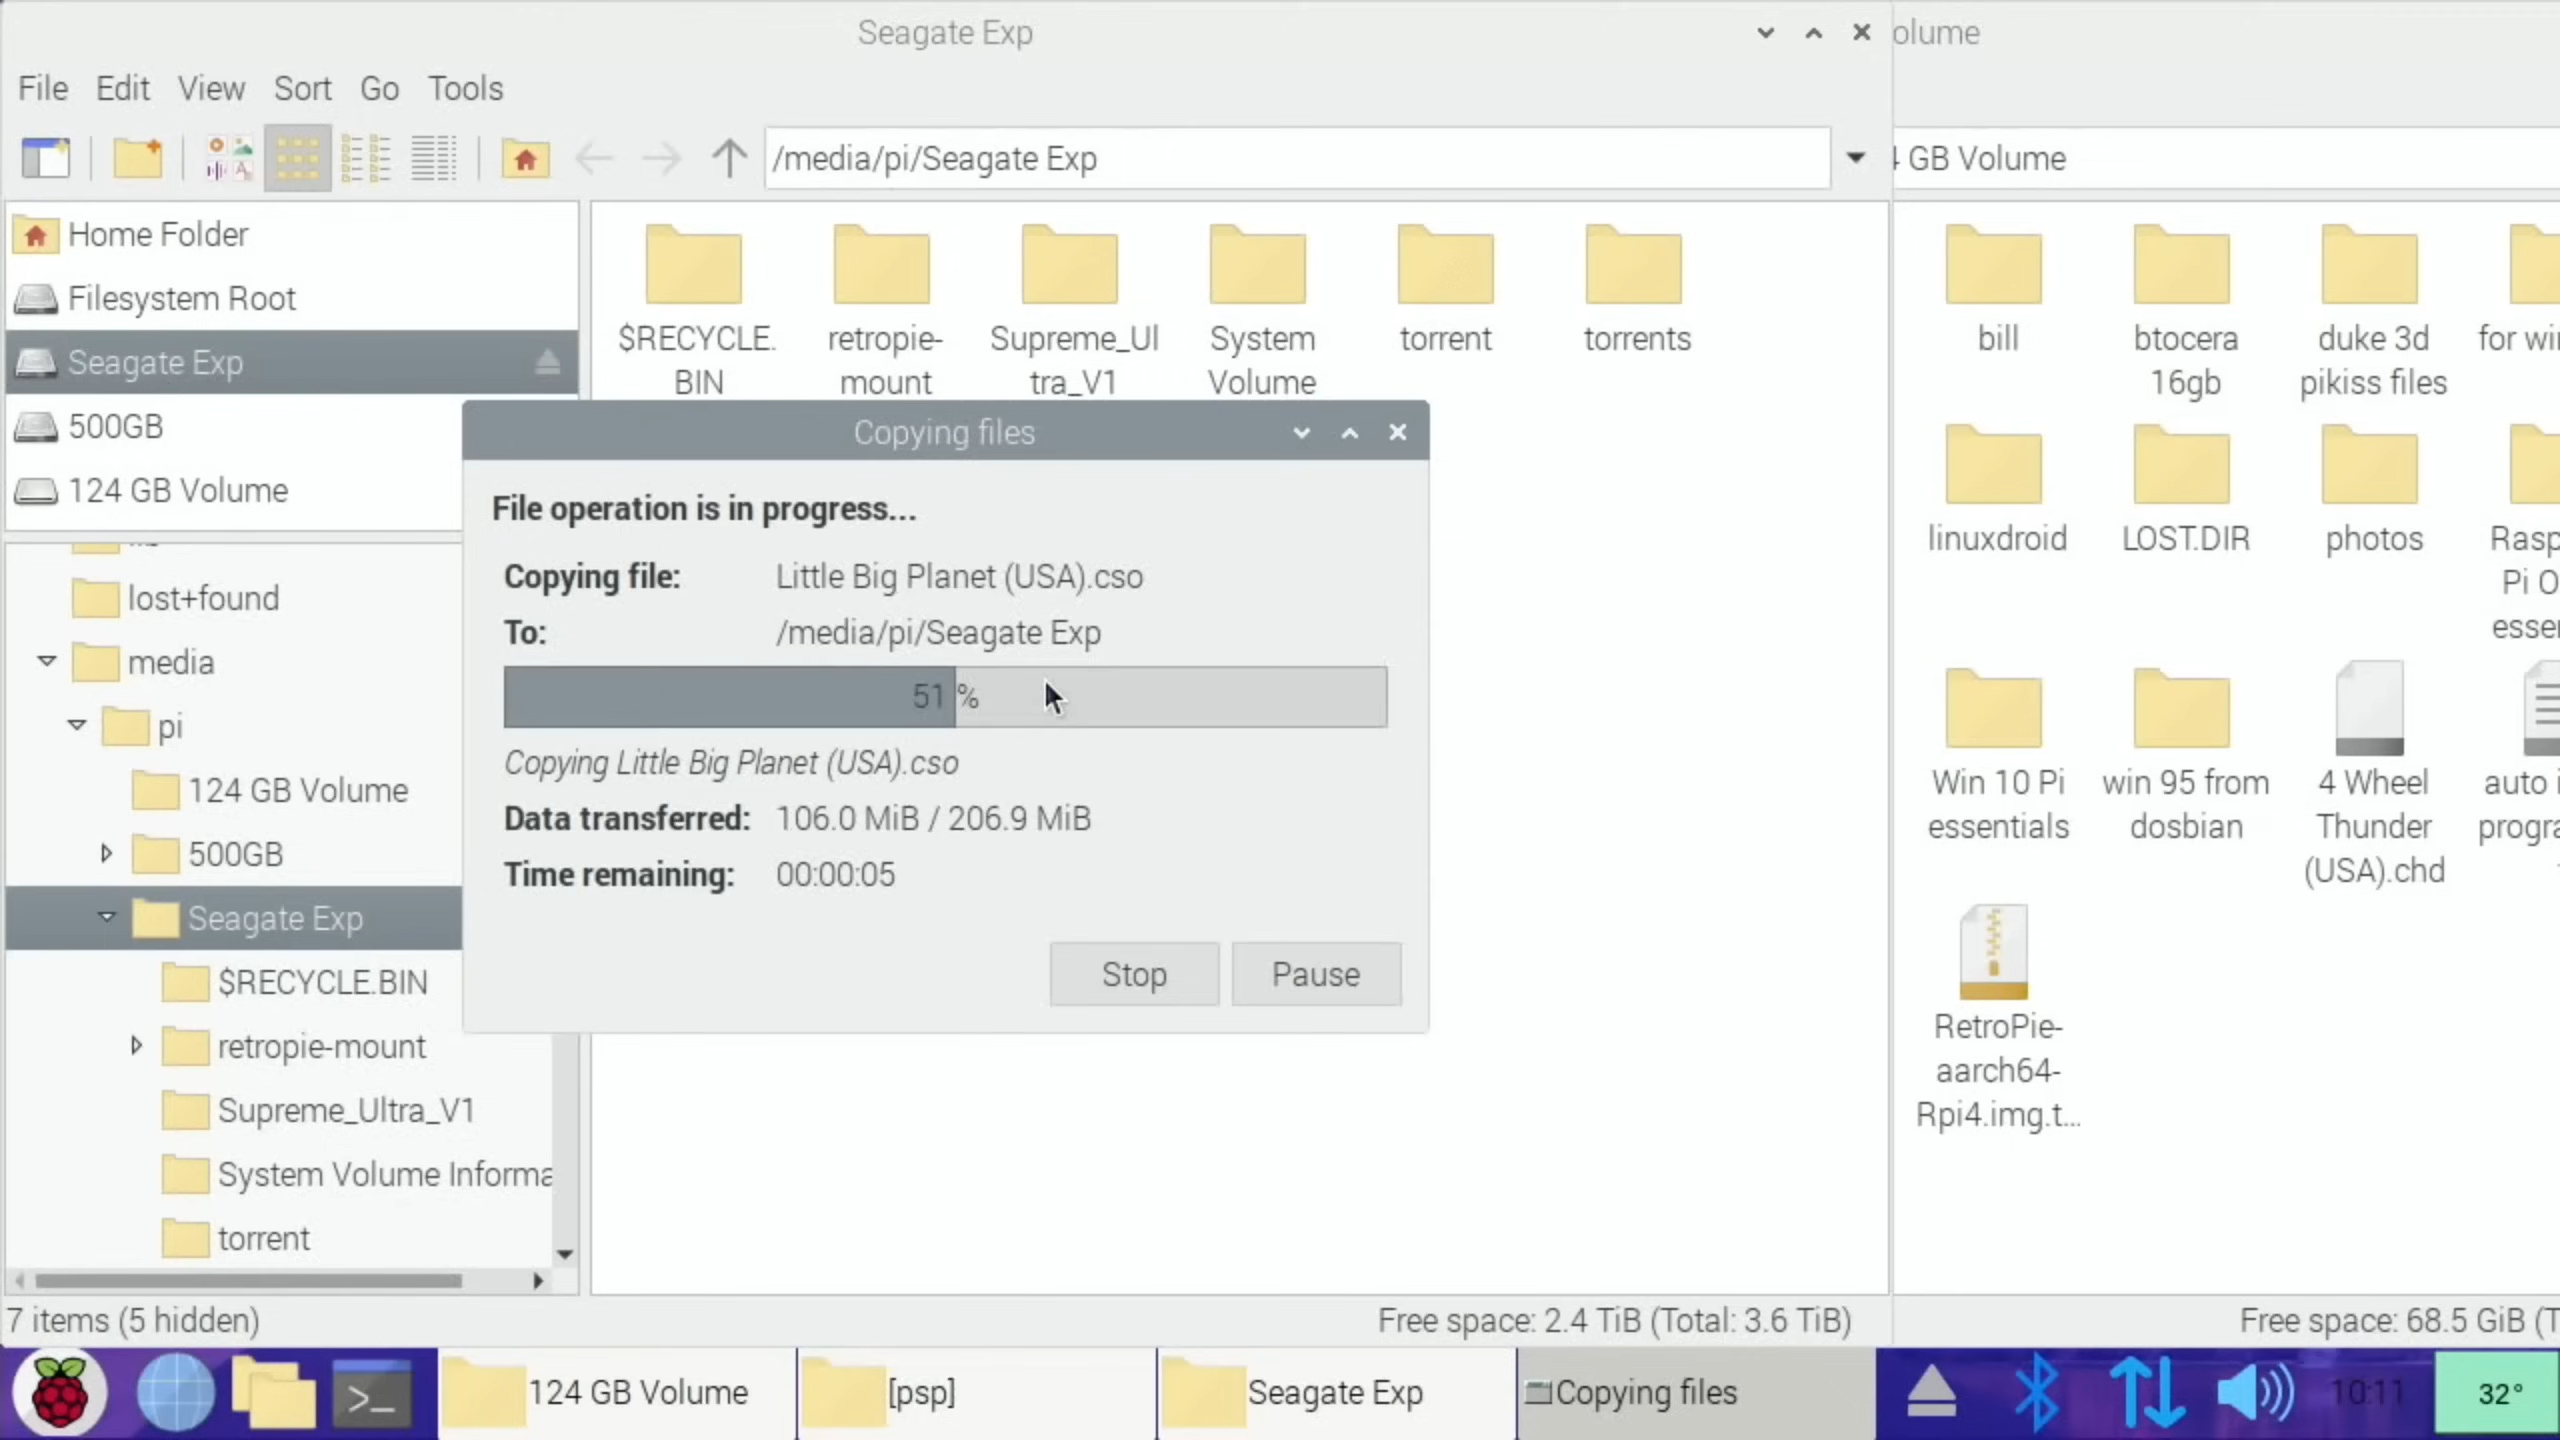 Seagate Exp
olume
File Edit View Sort Go Tools
/media/pi/Seagate Exp
GB Volume
Home Folder
Filesystem Root
Seagate Exp
500GB
124 GB Volume
lost+found
media
pi
124 GB Volume
500GB
Seagate Exp
$RECYCLE.BIN
retropie-mount
Supreme_Ultra_V1
System Volume Informa
torrent
$RECYCLE.
BIN
retropie-
mount
Supreme_Ul
tra_V1
System
Volume
torrent
torrents
Copying files
File operation is in progress...
Copying file: Little Big Planet (USA).cso
To: /media/pi/Seagate Exp
51 %
Copying Little Big Planet (USA).cso
Data transferred: 106.0 MiB / 206.9 MiB
Time remaining: 00:00:05
Stop Pause
bill
btocera
16gb
duke 3d
pikiss files
for wi
linuxdroid
LOST.DIR
photos
Rasp
Pi O
esse
Win 10 Pi
essentials
win 95 from
dosbian
4 Wheel
Thunder
(USA).chd
auto
progr
RetroPie-
aarch64-
Rpi4.img.t...
7 items (5 hidden)
Free space: 2.4 TiB (Total: 3.6 TiB)
Free space: 68.5 GiB (T
124 GB Volume
[psp]
Seagate Exp
Copying files
10:11
32°